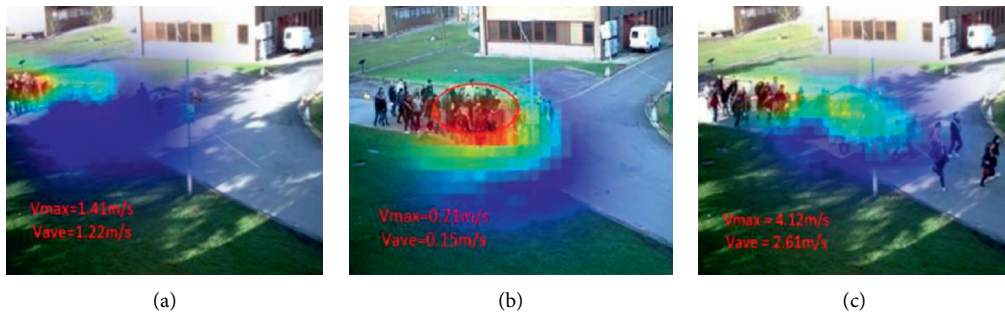 Vmax=1.41m/s
Vave=1.22m/s
Vmax=0.21m/s
Vave=0.15m/s
Vmax = 4.12m/s
Vave = 2.61m/s
(a)
(b)
(c)